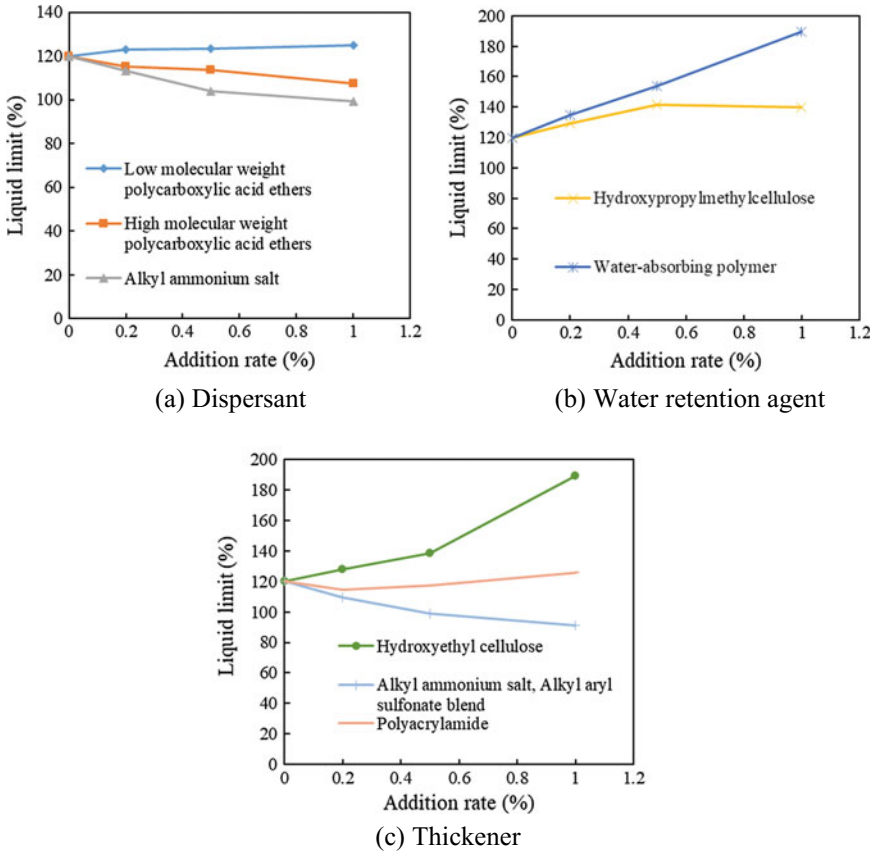 140
120
100
120
80
60
40
20
0
Liquid limit (%)
Low molecular weight
polycarboxylic acid ethers
High molecular weight
polycarboxylic acid ethers
Alkyl ammonium salt
0 0.2 0.4 0.6 0.8 1 1.2
Addition rate (%)
(a) Dispersant
200
180
160
140
120
100
80
60
40
20
0
Liquid limit (%)
Hydroxypropylmethylcellulose
Water-absorbing polymer
0 0.2 0.4 0.6 0.8 1 1.2
Addition rate (%)
(b) Water retention agent
200
180
160
140
120
100
80
60
40
20
0
Liquid limit (%)
Hydroxyethyl cellulose
Alkyl ammonium salt, Alkyl aryl
sulfonate blend
Polyacrylamide
0 0.2 0.4 0.6 0.8 1 1.2
Addition rate (%)
(c) Thickener